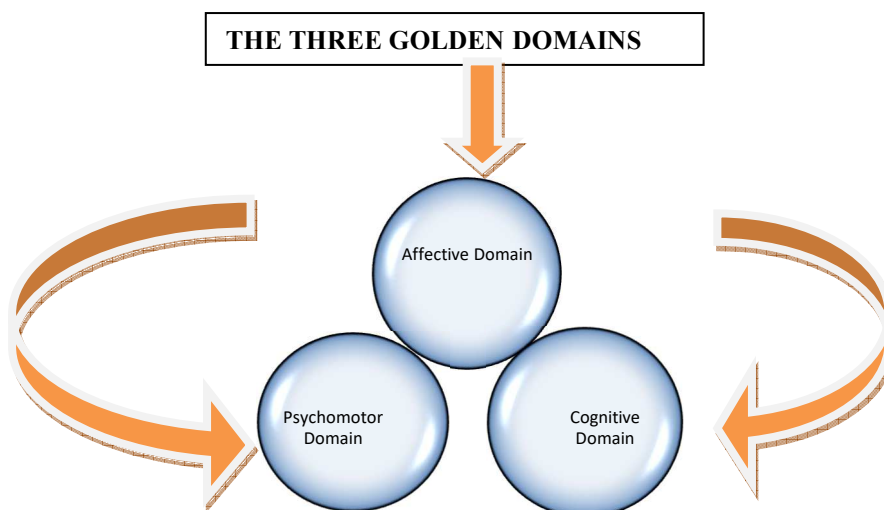 THE THREE GOLDEN DOMAINS
Affective Domain
Psychomotor
Domain
Cognitive
Domain